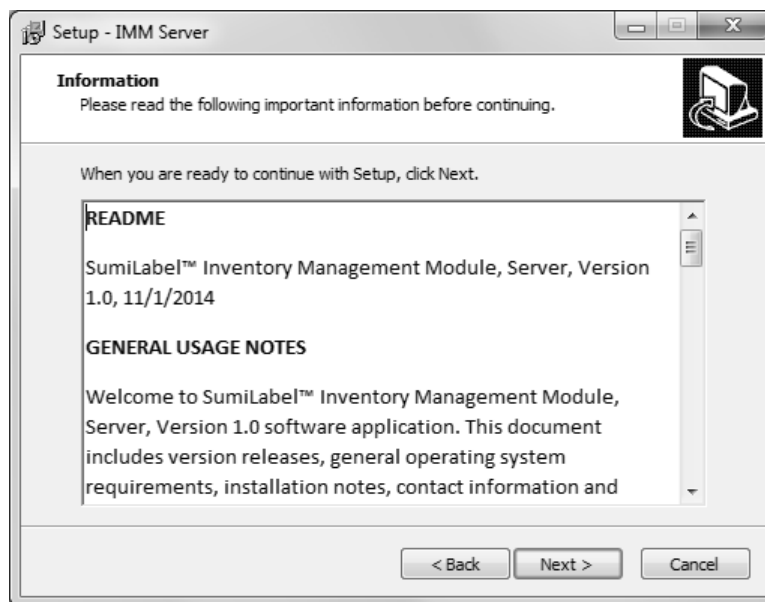 Setup - IMM Server
Information
Please read the following important information before continuing.
When you are ready to continue with Setup, click Next.
README
SumiLabel™ Inventory Management Module, Server, Version
1.0, 11/1/2014
GENERAL USAGE NOTES
Welcome to SumiLabel™ Inventory Management Module,
Server, Version 1.0 software application. This document
includes version releases, general operating system
requirements, installation notes, contact information and
< Back Next > Cancel